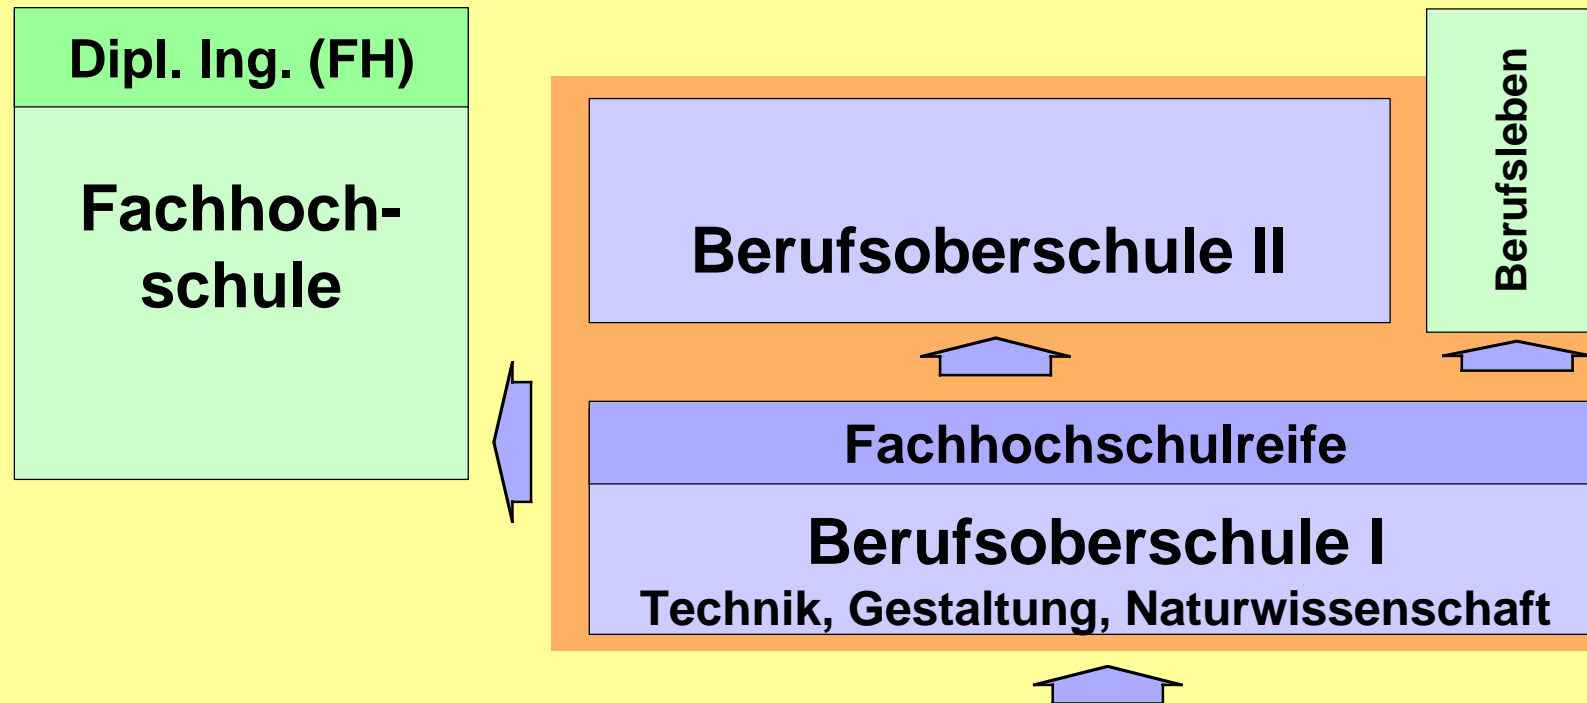 Dipl. Ing. (FH)
Fachhoch-
schule
Berufsoberschule II
Berufsleben
Fachhochschulreife
Berufsoberschule I
Technik, Gestaltung, Naturwissenschaft